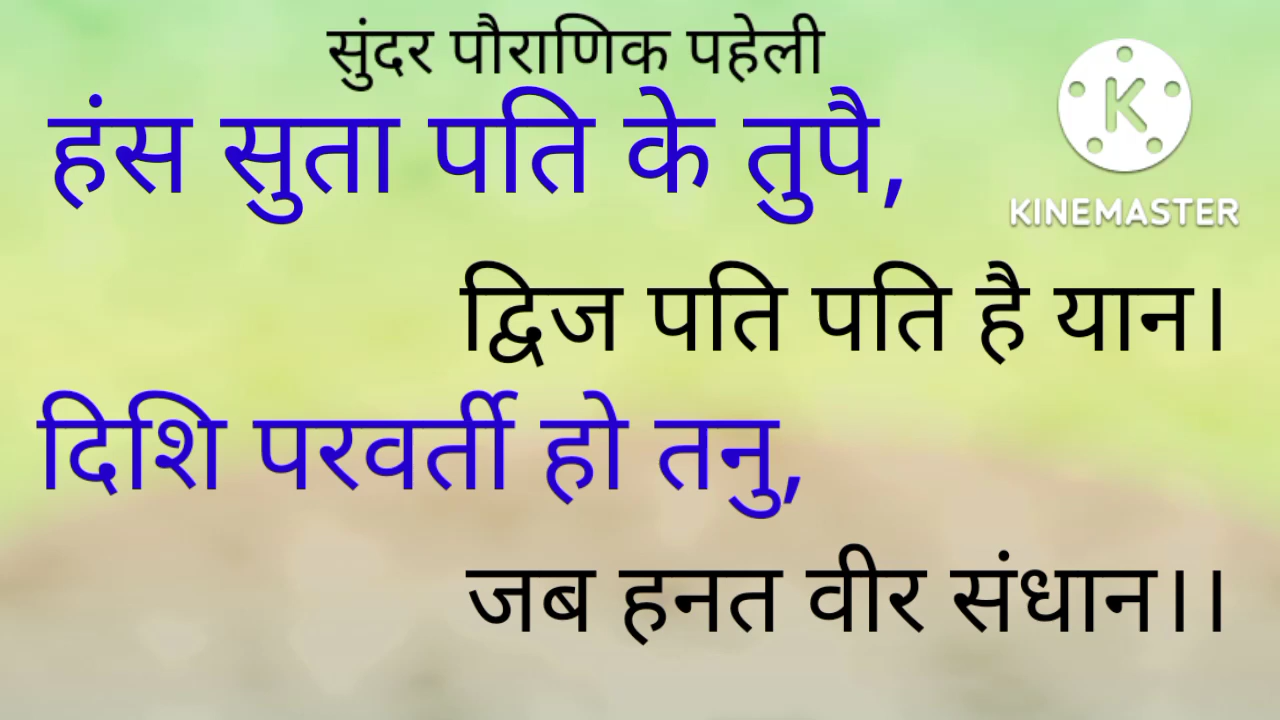 सुंदर पौराणिक पहेली
हंस सुता पति के तुपै,
द्विज पति पति है यान।
दिशि परवर्ती हो तनु,
जब हनत वीर संधान।।
K
KINEMASTER